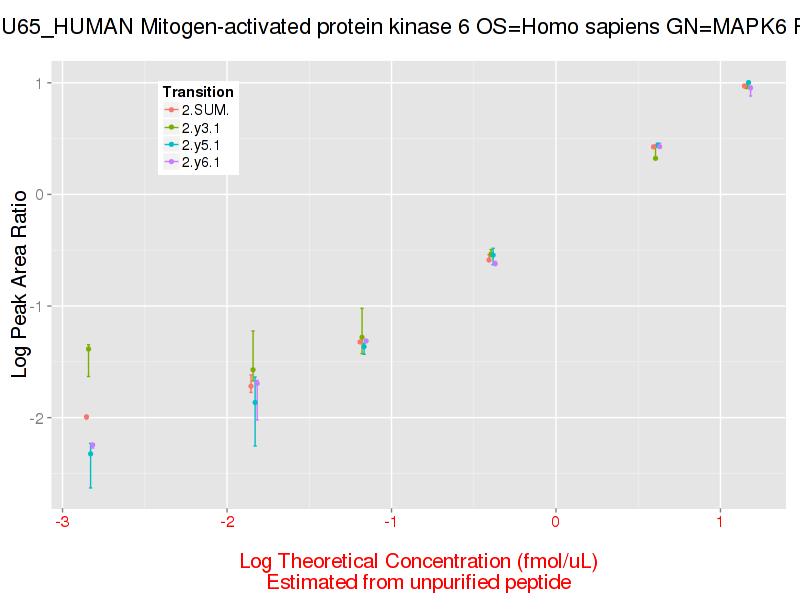 U65_HUMAN Mitogen-activated protein kinase 6 OS=Homo sapiens GN=MAPK6
Transition
2.SUM.
2.y3.1
2.y5.1
2.y6.1
Log Peak Area Ratio
1
0
-1
-2
-3 -2 -1 0 1
Log Theoretical Concentration (fmol/uL)
Estimated from unpurified peptide